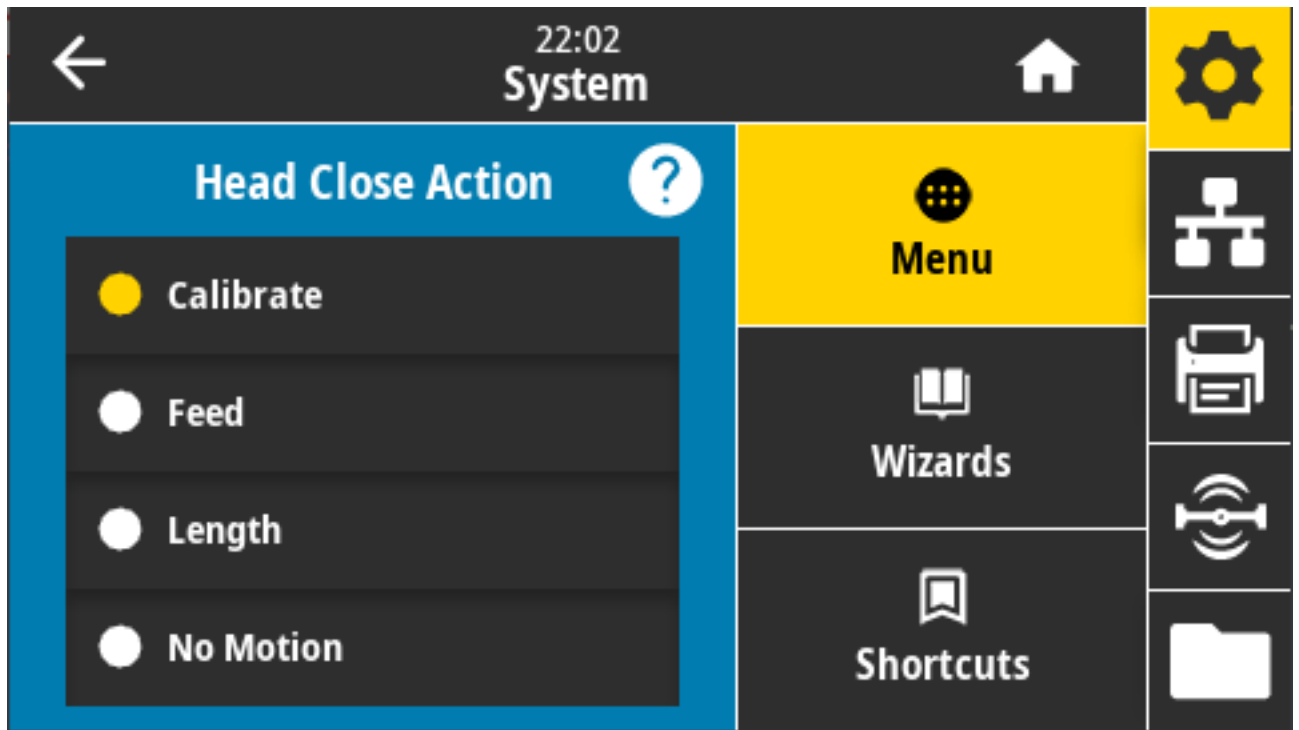 22:02
System
Head Close Action
?
Calibrate
Feed
Length
No Motion
Menu
Wizards
Shortcuts